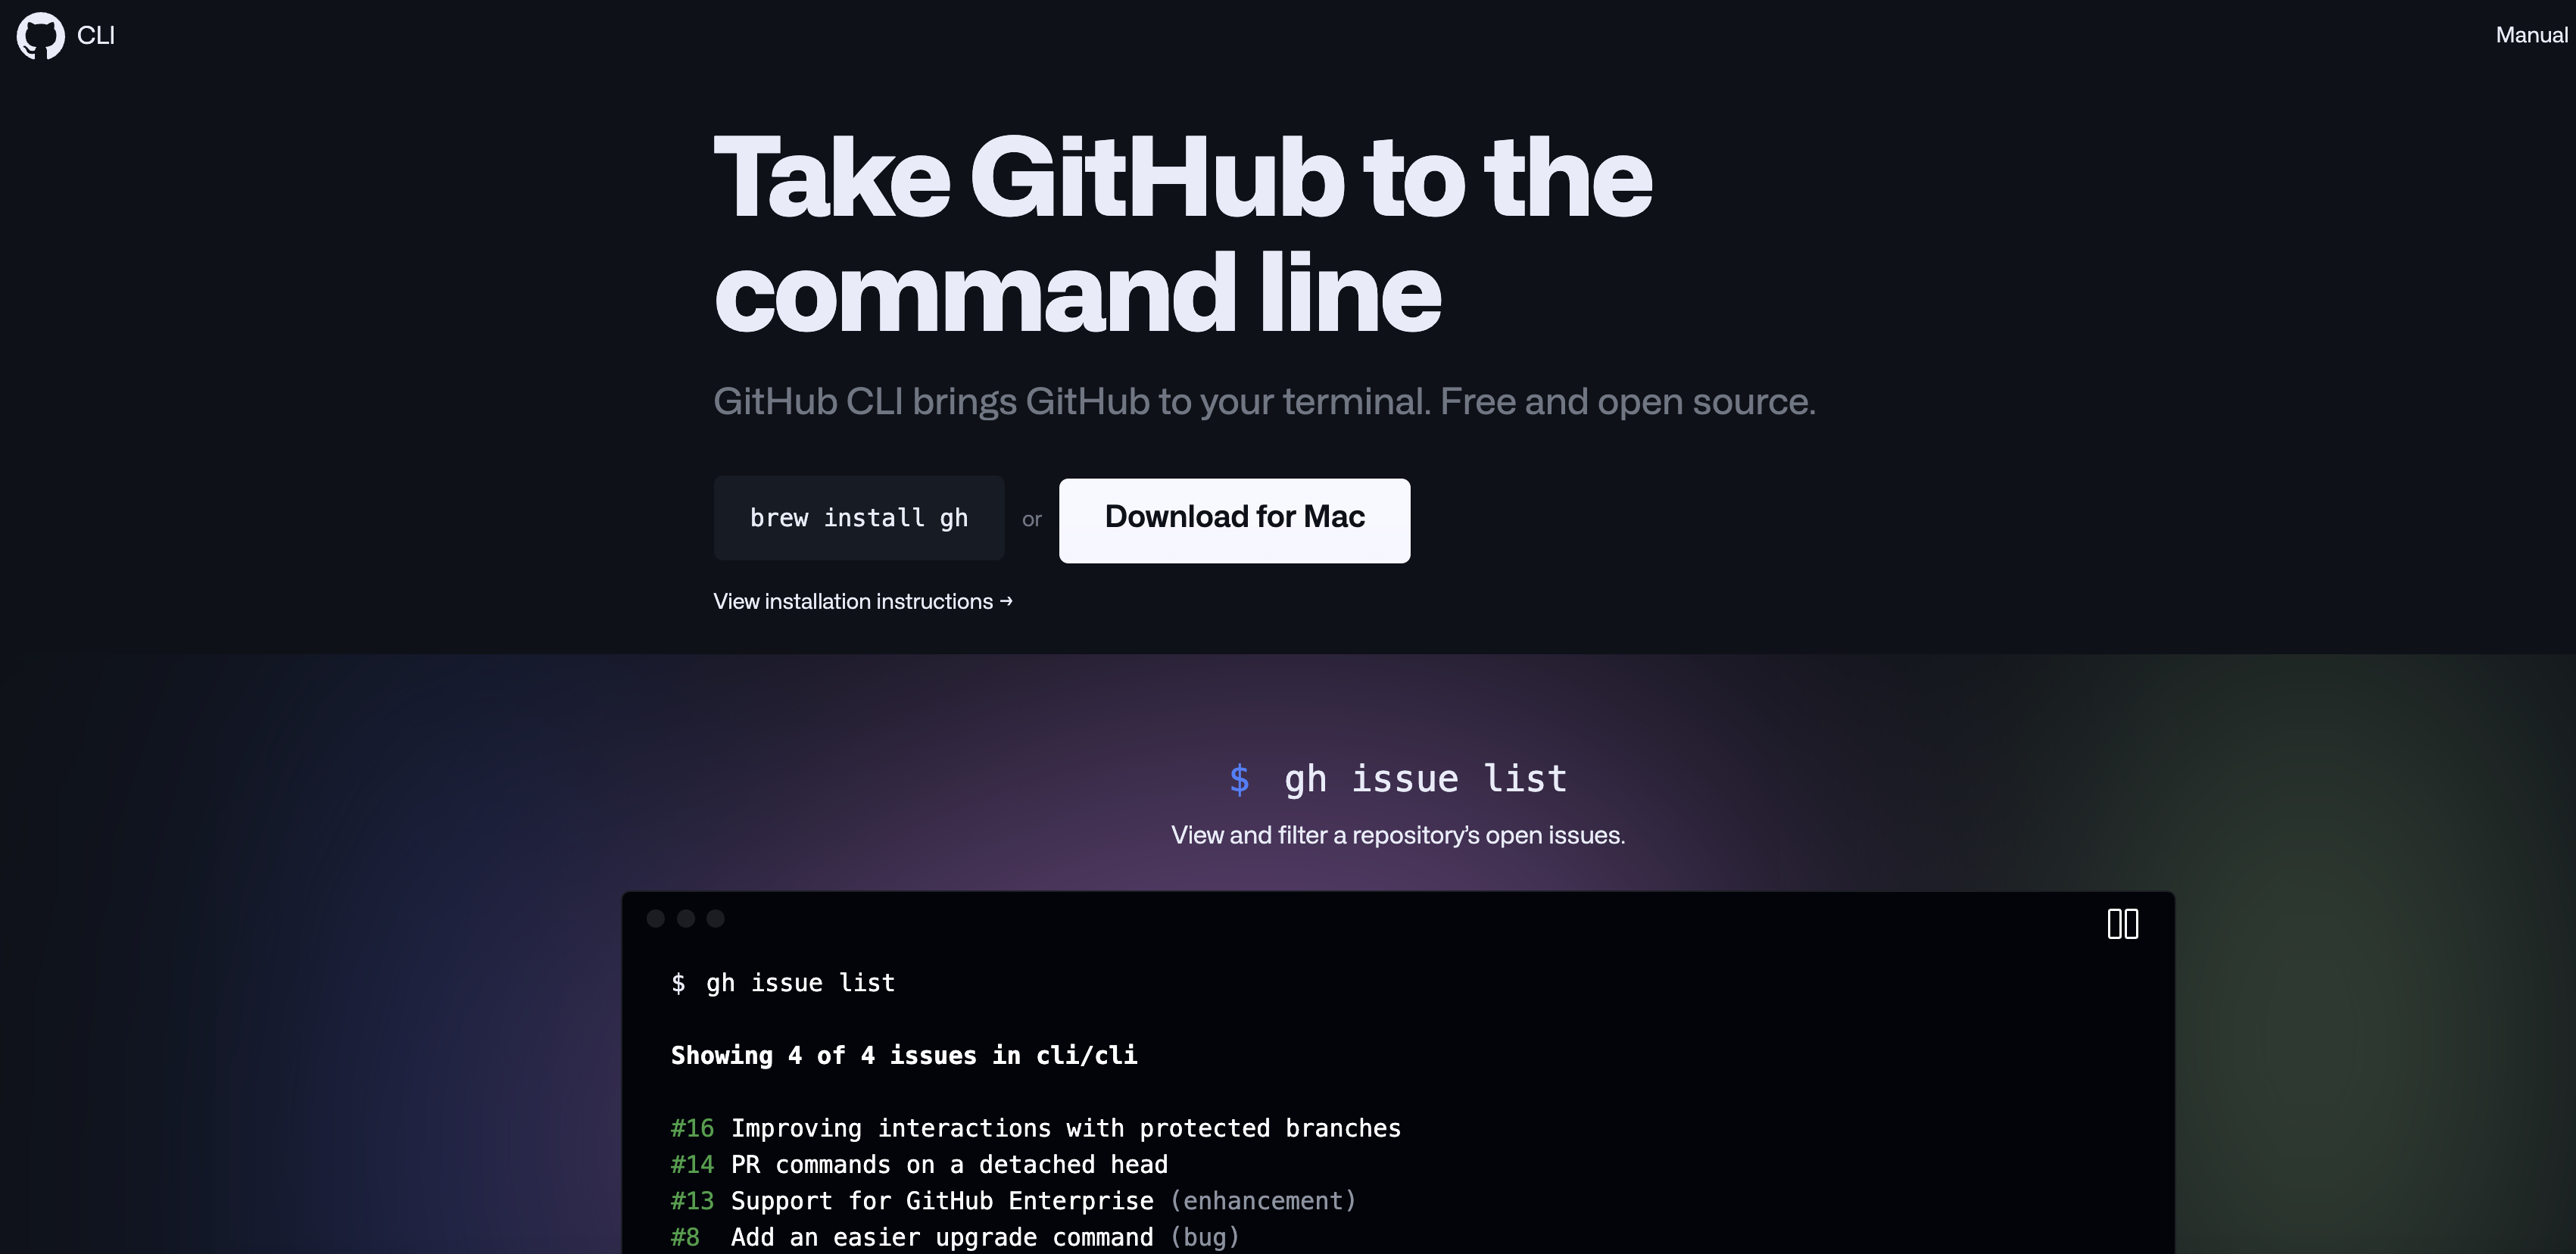 CLI
Manual
Take GitHub to the
command line
GitHub CLI brings GitHub to your terminal. Free and open source.
brew install gh or Download for Mac
View installation instructions →
$ gh issue list
View and filter a repository’s open issues.
$ gh issue list
Showing 4 of 4 issues in cli/cli
#16 Improving interactions with protected branches
#14 PR commands on a detached head
#13 Support for GitHub Enterprise (enhancement)
#8 Add an easier upgrade command (bug)